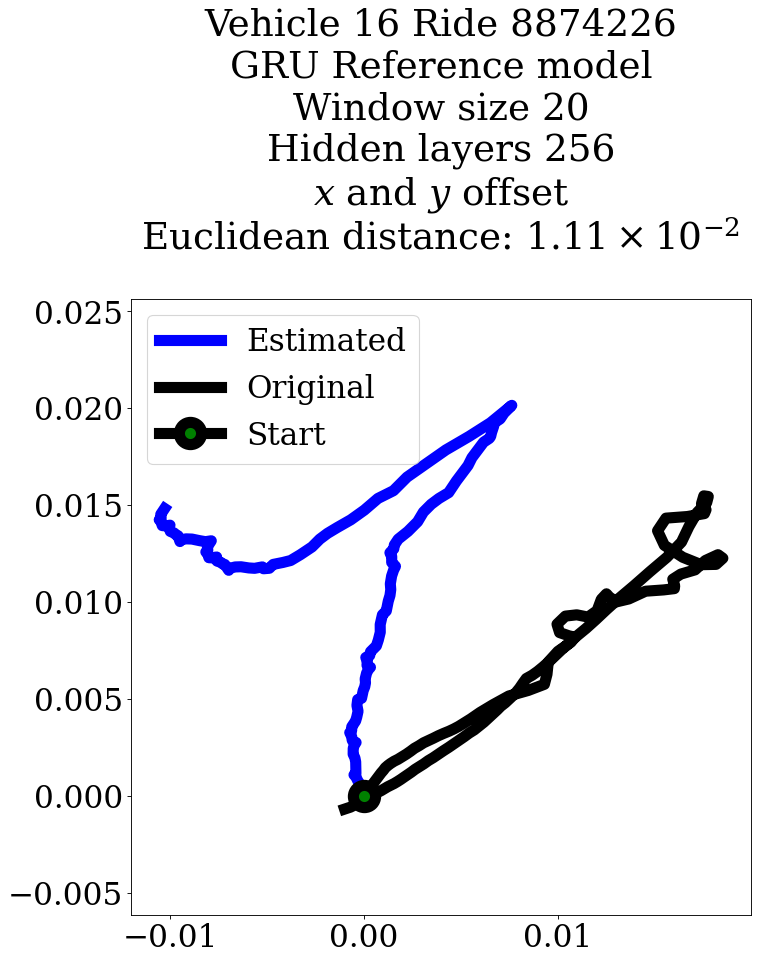 Vehicle 16 Ride 8874226
GRU Reference model
Window size 20
Hidden layers 256
x and y offset
Euclidean distance: 1.11 × 10⁻²
Estimated
Original
Start
0.025
0.020
0.015
0.010
0.005
0.000
−0.005
−0.01 0.00 0.01